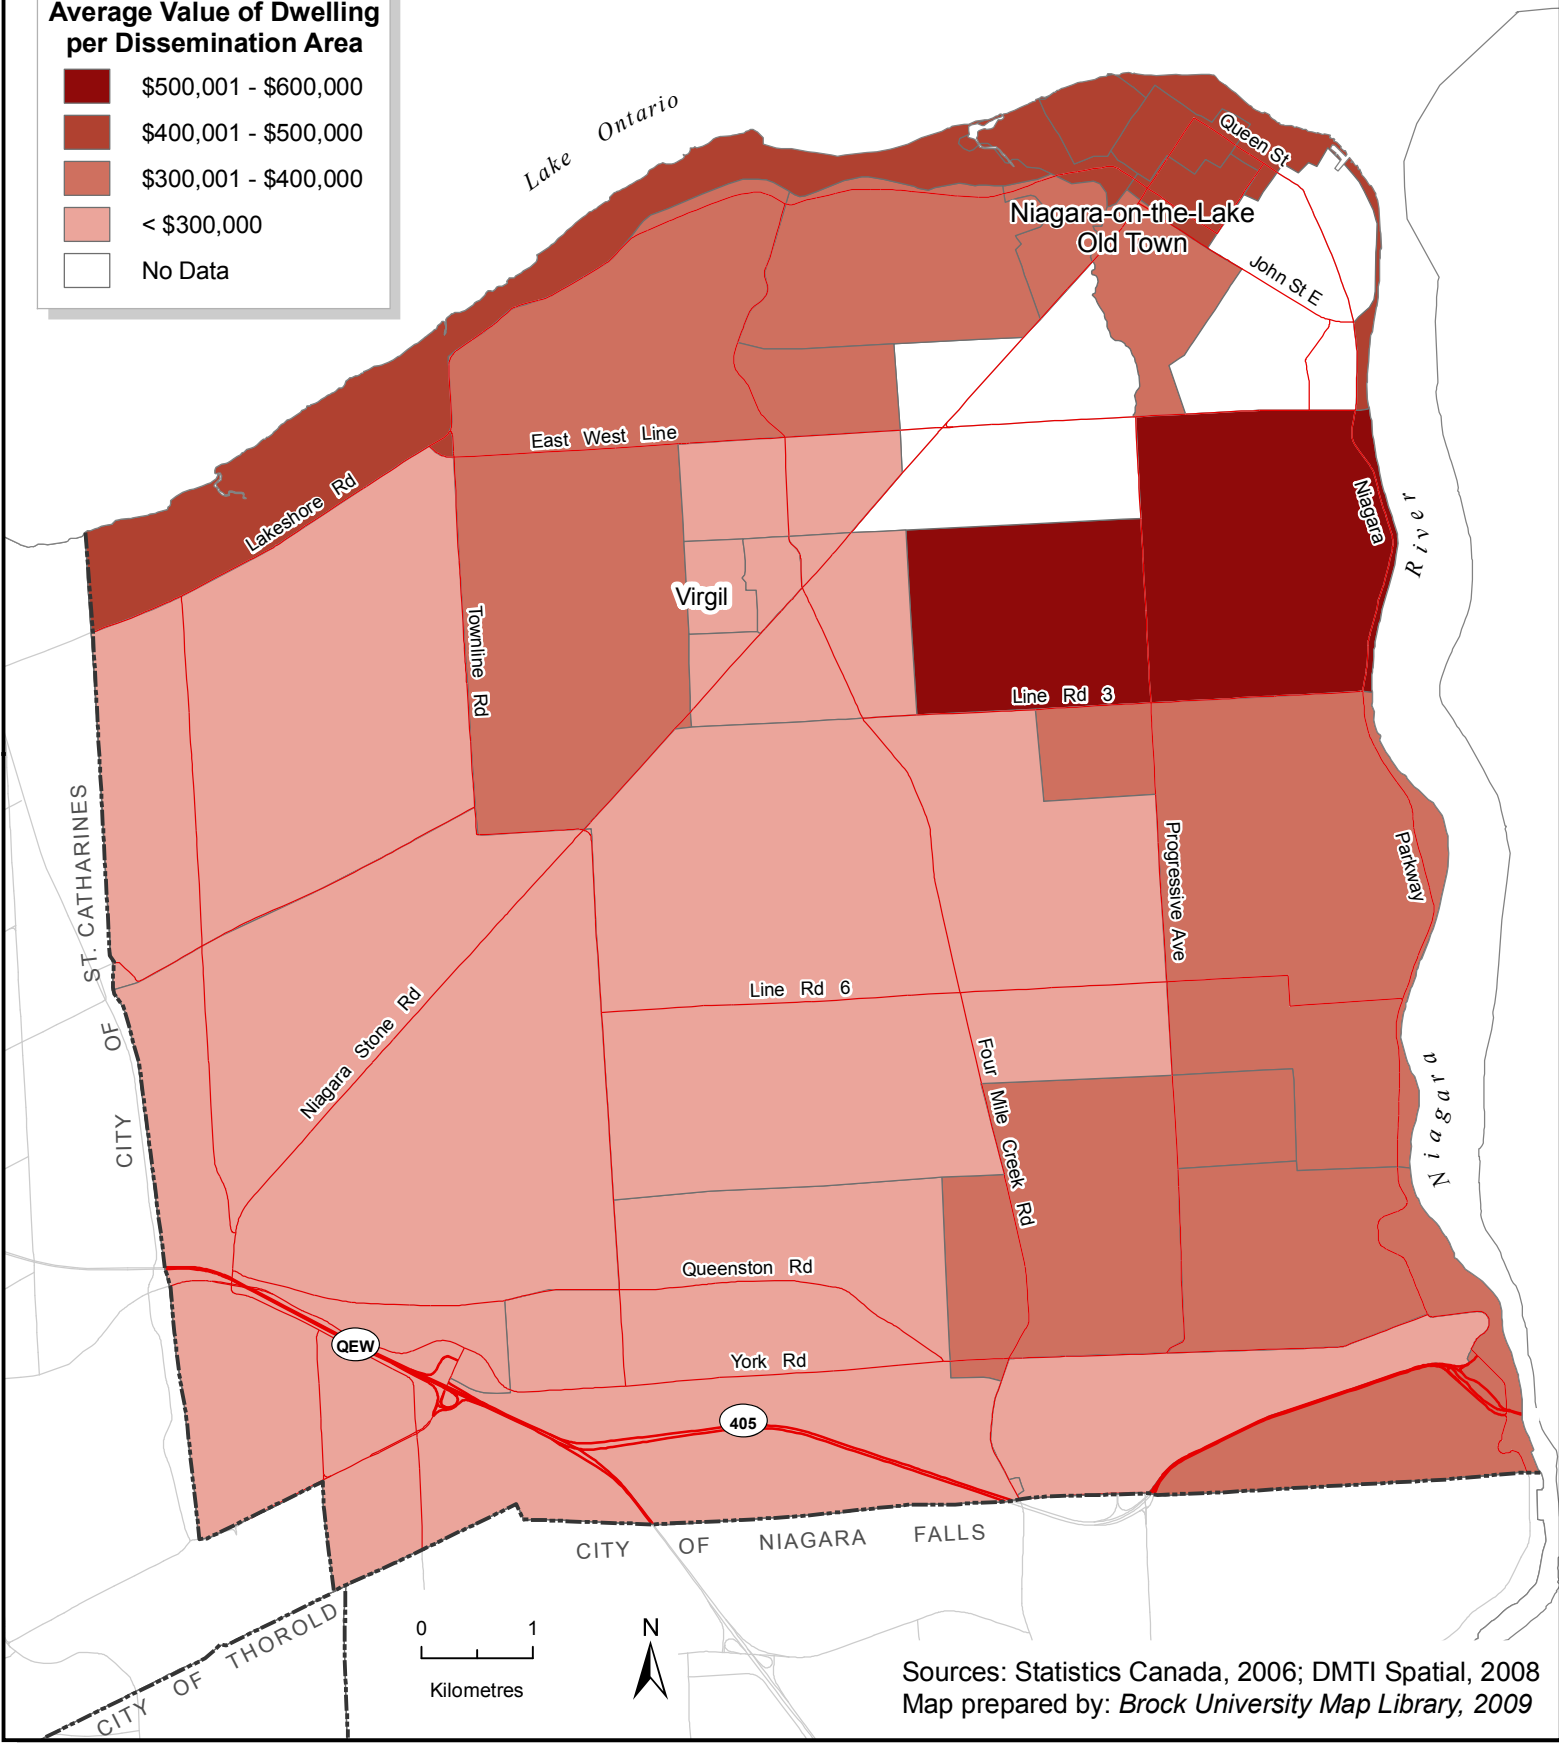 Average Value of Dwelling
per Dissemination Area
$500,001 - $600,000
$400,001 - $500,000
$300,001 - $400,000
< $300,000
No Data
Lake Ontario
Queen St
Niagara-on-the-Lake
Old Town
John St E
East West Line
Lakeshore Rd
Niagara
River
Virgil
Townline Rd
Line Rd 3
CITY OF ST. CATHARINES
Progressive Ave
Parkway
Line Rd 6
Niagara Stone Rd
Four Mile Creek Rd
Niagara
Queenston Rd
QEW
York Rd
405
CITY OF NIAGARA FALLS
CITY OF THOROLD
0 1
Kilometres
N
Sources: Statistics Canada, 2006; DMTI Spatial, 2008
Map prepared by: Brock University Map Library, 2009